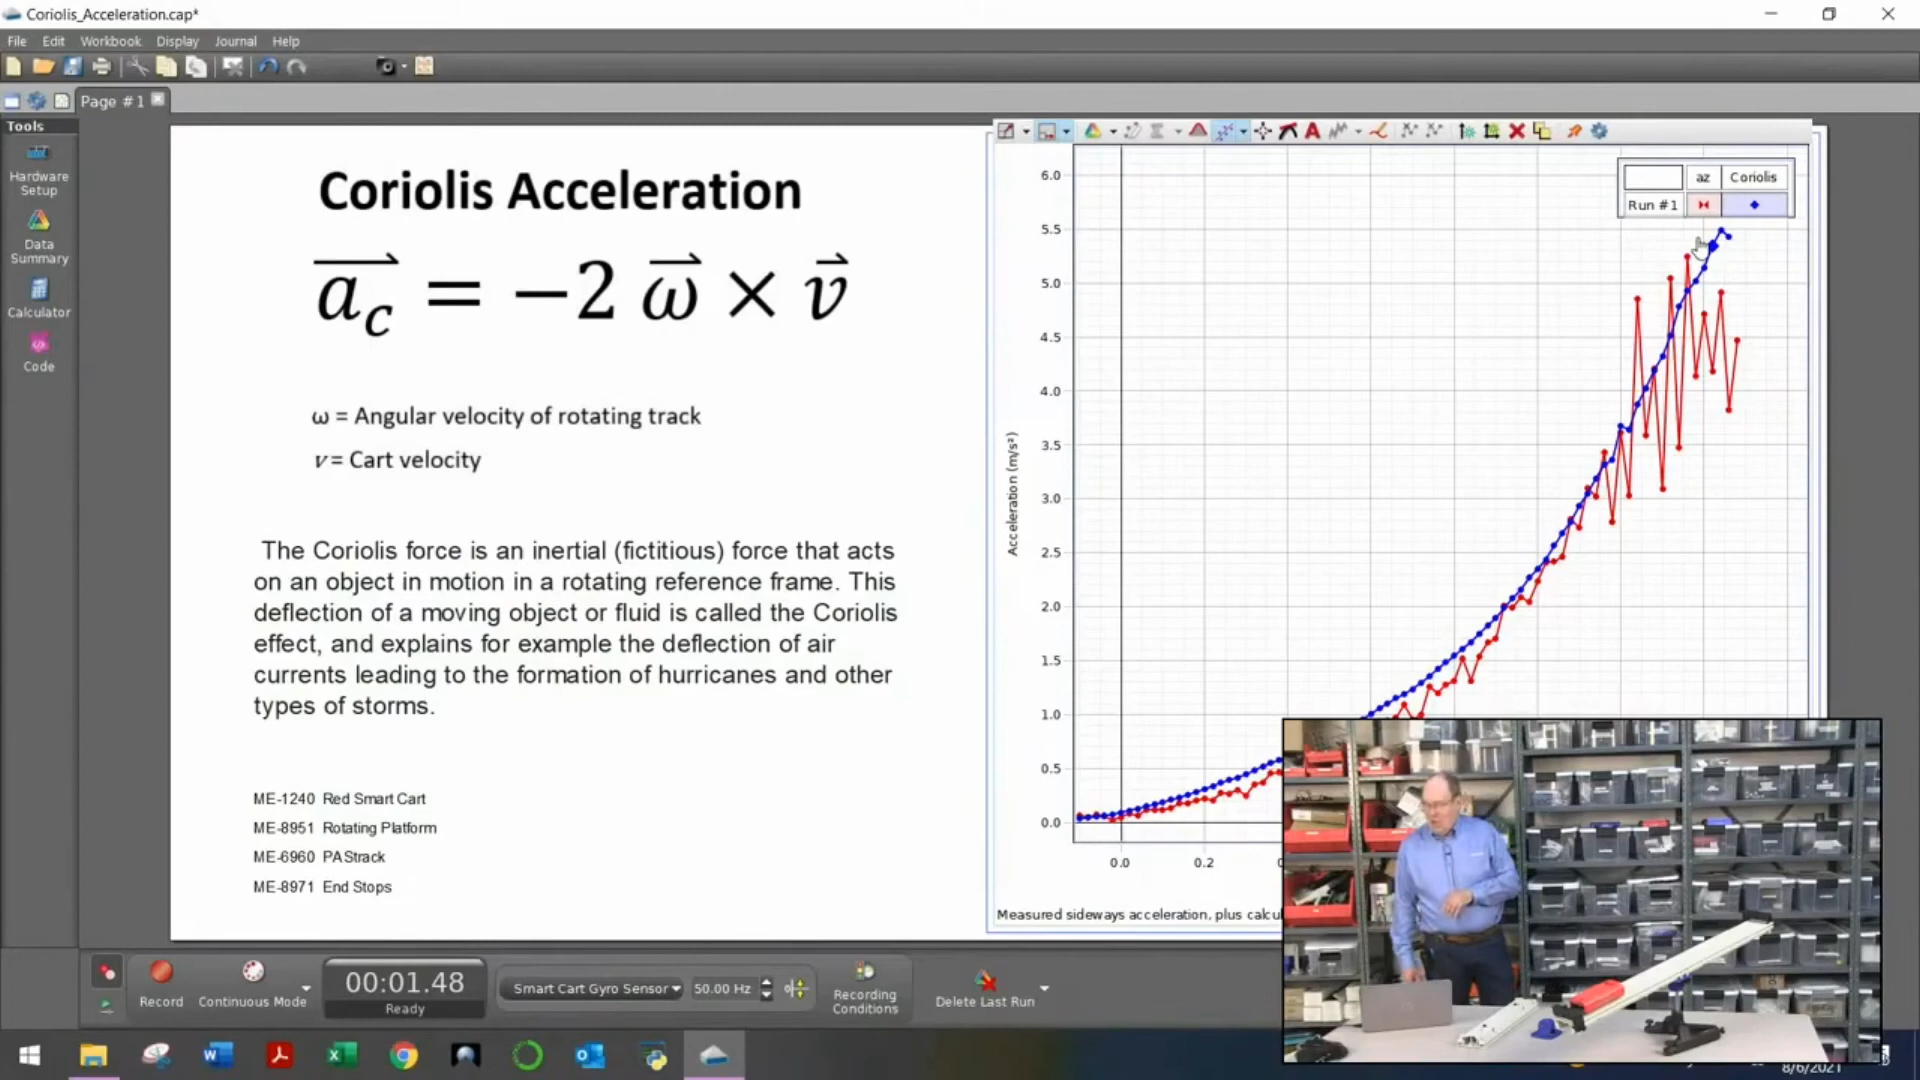 Coriolis_Acceleration.cap*
File Edit Workbook Display Journal Help
Page #1
Tools
Hardware
Setup
Data
Summary
Calculator
Code
Coriolis Acceleration
a_c = −2 ω × v
ω = Angular velocity of rotating track
v = Cart velocity
The Coriolis force is an inertial (fictitious) force that acts
on an object in motion in a rotating reference frame. This
deflection of a moving object or fluid is called the Coriolis
effect, and explains for example the deflection of air
currents leading to the formation of hurricanes and other
types of storms.
ME-1240 Red Smart Cart
ME-8951 Rotating Platform
ME-6960 PAStrack
ME-8971 End Stops
az Coriolis
Run #1
6.0
5.5
5.0
4.5
4.0
3.5
3.0
2.5
2.0
1.5
1.0
0.5
0.0
Acceleration (m/s²)
0.0 0.2
Measured sideways acceleration, plus
Record
Continuous Mode
00:01.48
Ready
Smart Cart Gyro Sensor
50.00 Hz
Recording
Conditions
Delete Last Run
8/6/2021